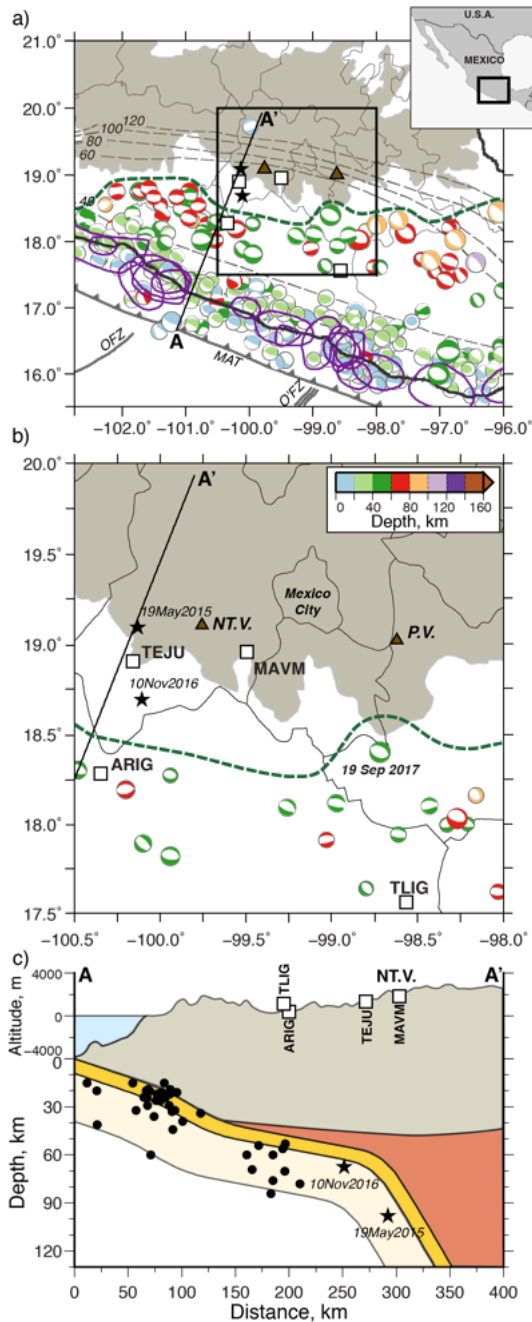 a)
U.S.A.
MEXICO
21.0°
20.0°
19.0°
18.0°
17.0°
16.0°
A'
120
100
80
60
40
A
OFZ
MAT
O'FZ
−102.0° −101.0° −100.0° −99.0° −98.0° −97.0° −96.0°
b)
20.0°
19.5°
19.0°
18.5°
18.0°
17.5°
A'
0 40 80 120 160
Depth, km
Mexico
City
19May2015
NT.V.
P.V.
TEJU
MAVM
10Nov2016
19 Sep 2017
ARIG
TLIG
−100.5° −100.0° −99.5° −99.0° −98.5° −98.0°
c)
A
NT.V.
A'
Altitude, m
4000
0
−4000
TLIG
ARIG
TEJU
MAVM
Depth, km
0
30
60
90
120
10Nov2016
19May2015
0 50 100 150 200 250 300 350 400
Distance, km